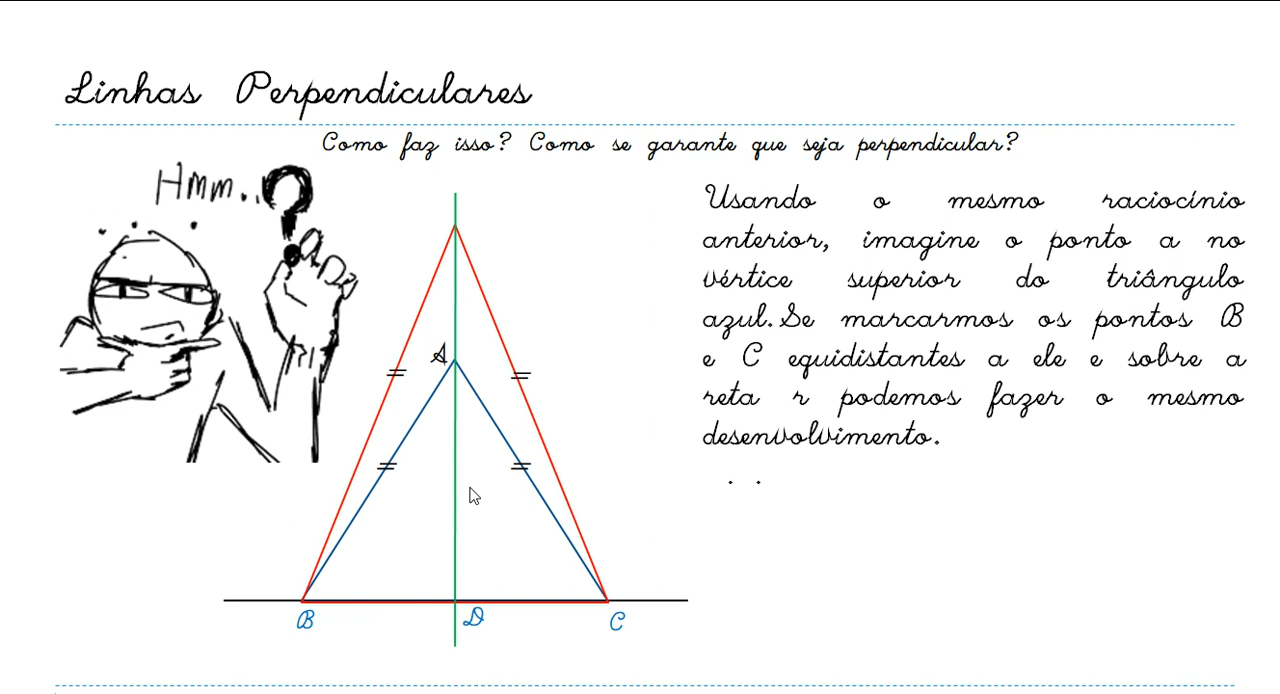 Linhas Perpendiculares
Como faz isso? Como se garante que seja perpendicular?
Hmm..?
Usando o mesmo raciocínio
anterior, imagine o ponto a no
vértice superior do triângulo
azul.Se marcarmos os pontos B
e C equidistantes a ele e sobre a
reta r podemos fazer o mesmo
desenvolvimento.
. .
A
B
D
C